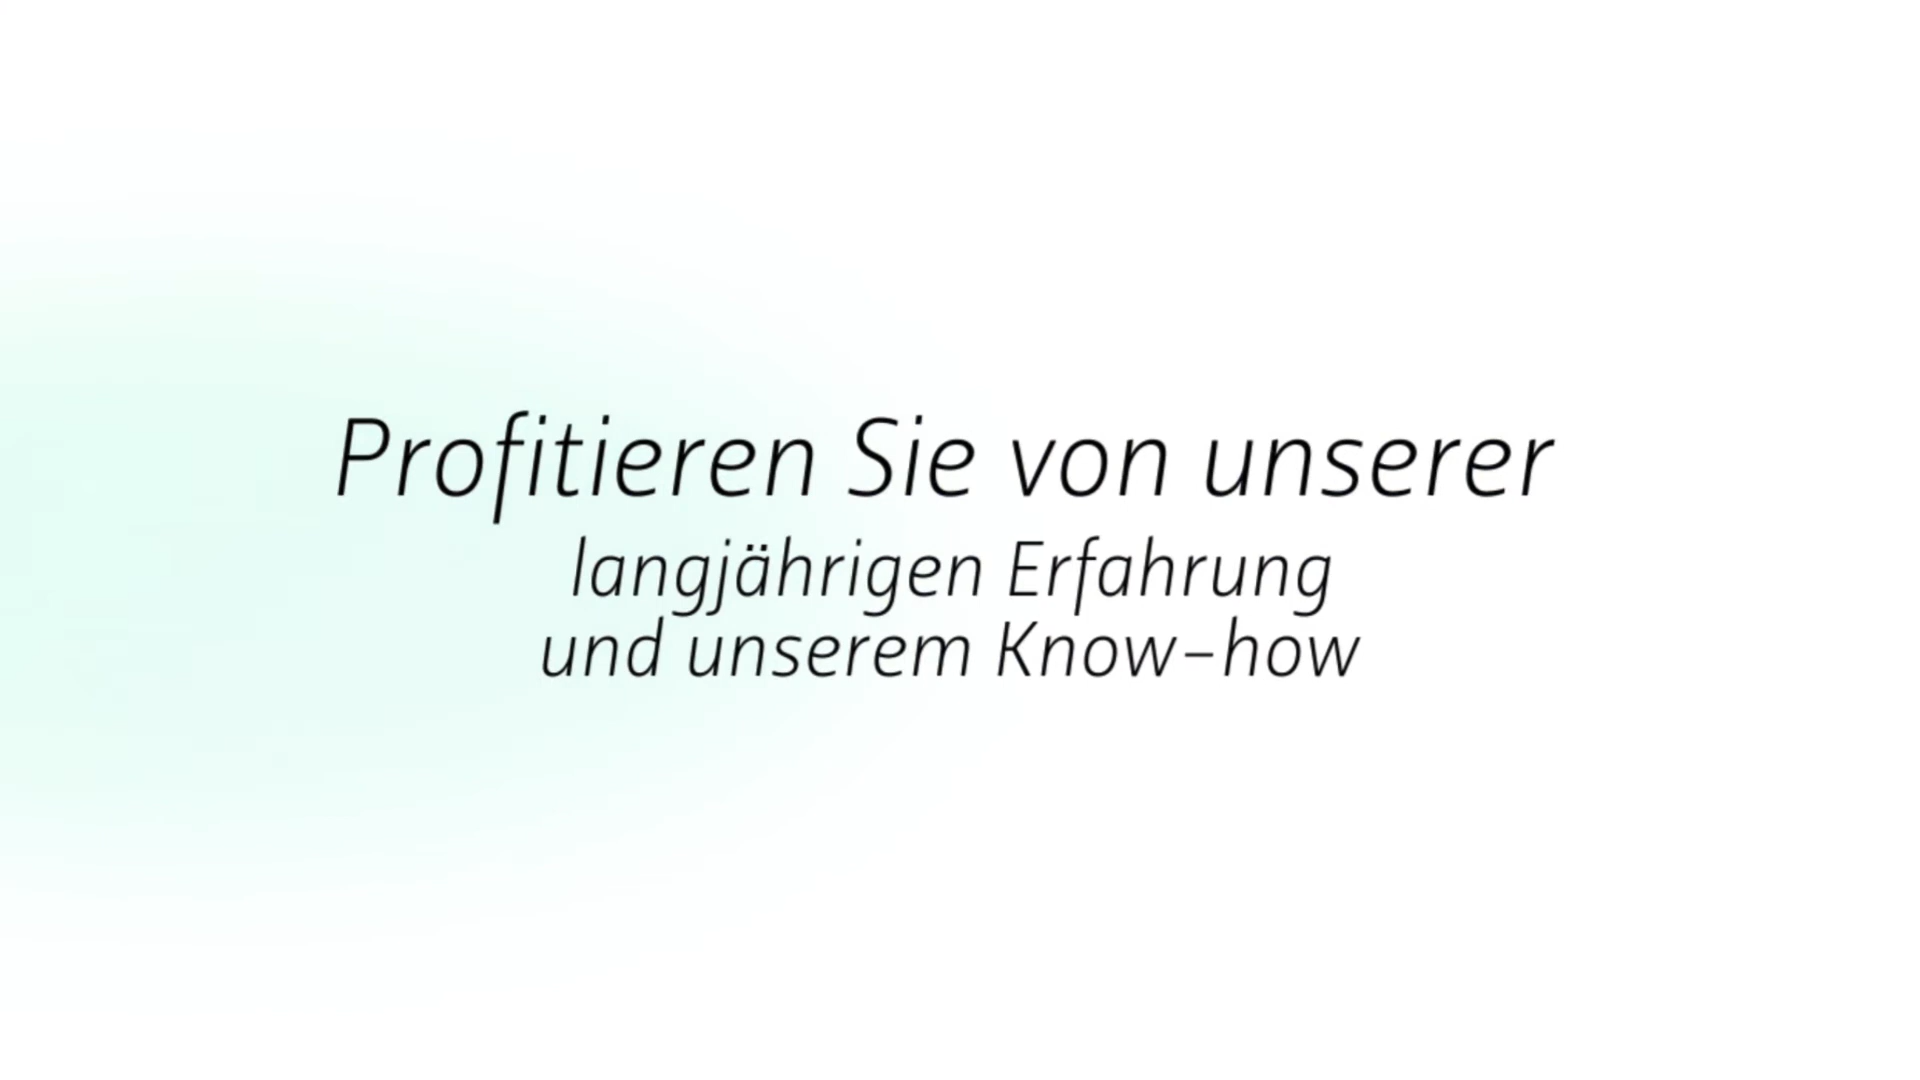 Profitieren Sie von unserer
langjährigen Erfahrung
und unserem Know-how